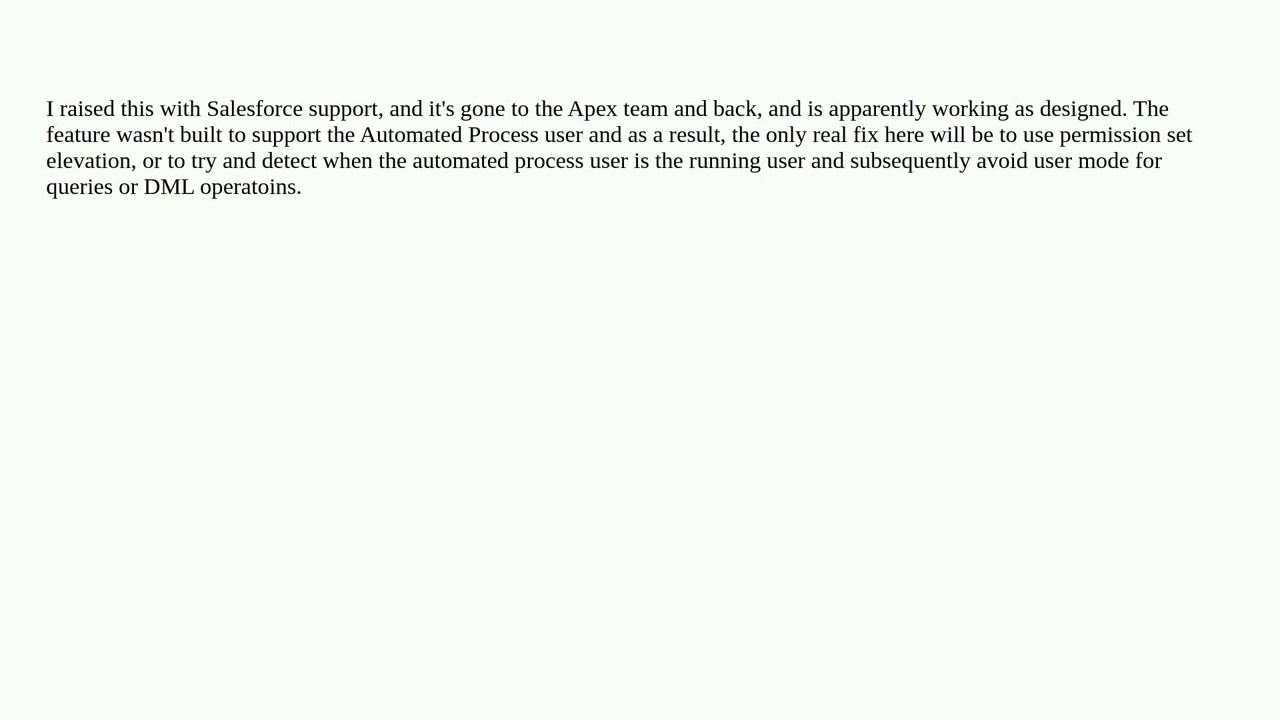 I raised this with Salesforce support, and it's gone to the Apex team and back, and is apparently working as designed. The
feature wasn't built to support the Automated Process user and as a result, the only real fix here will be to use permission set
elevation, or to try and detect when the automated process user is the running user and subsequently avoid user mode for
queries or DML operatoins.